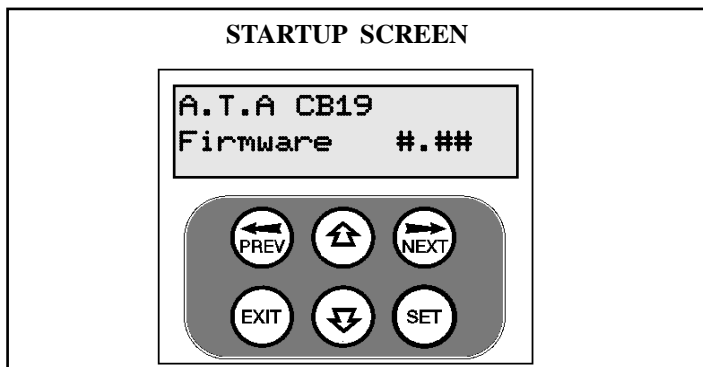 STARTUP SCREEN
A.T.A CB19
Firmware #.##
PREV
NEXT
EXIT
SET